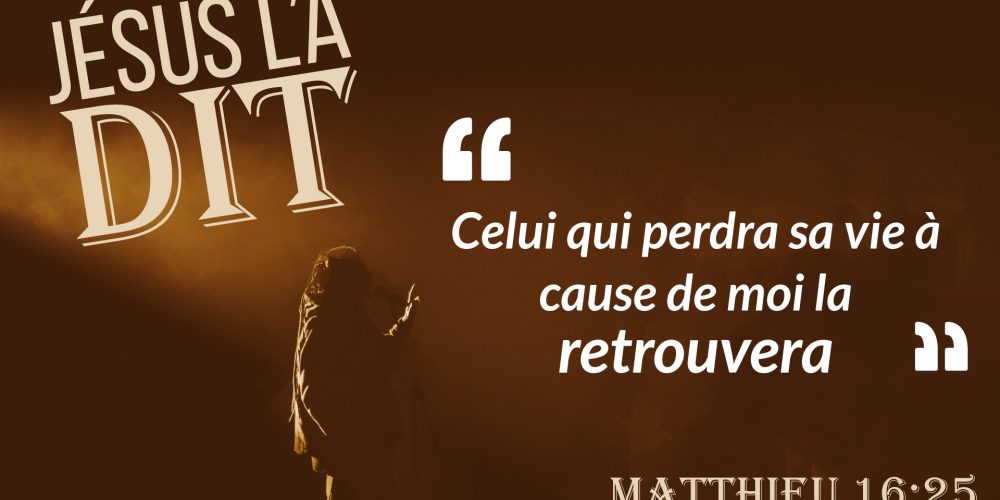 JÉSUS L'A
DIT
“
Celui qui perdra sa vie à
cause de moi la
retrouvera
”
MATTHIEU 16:25